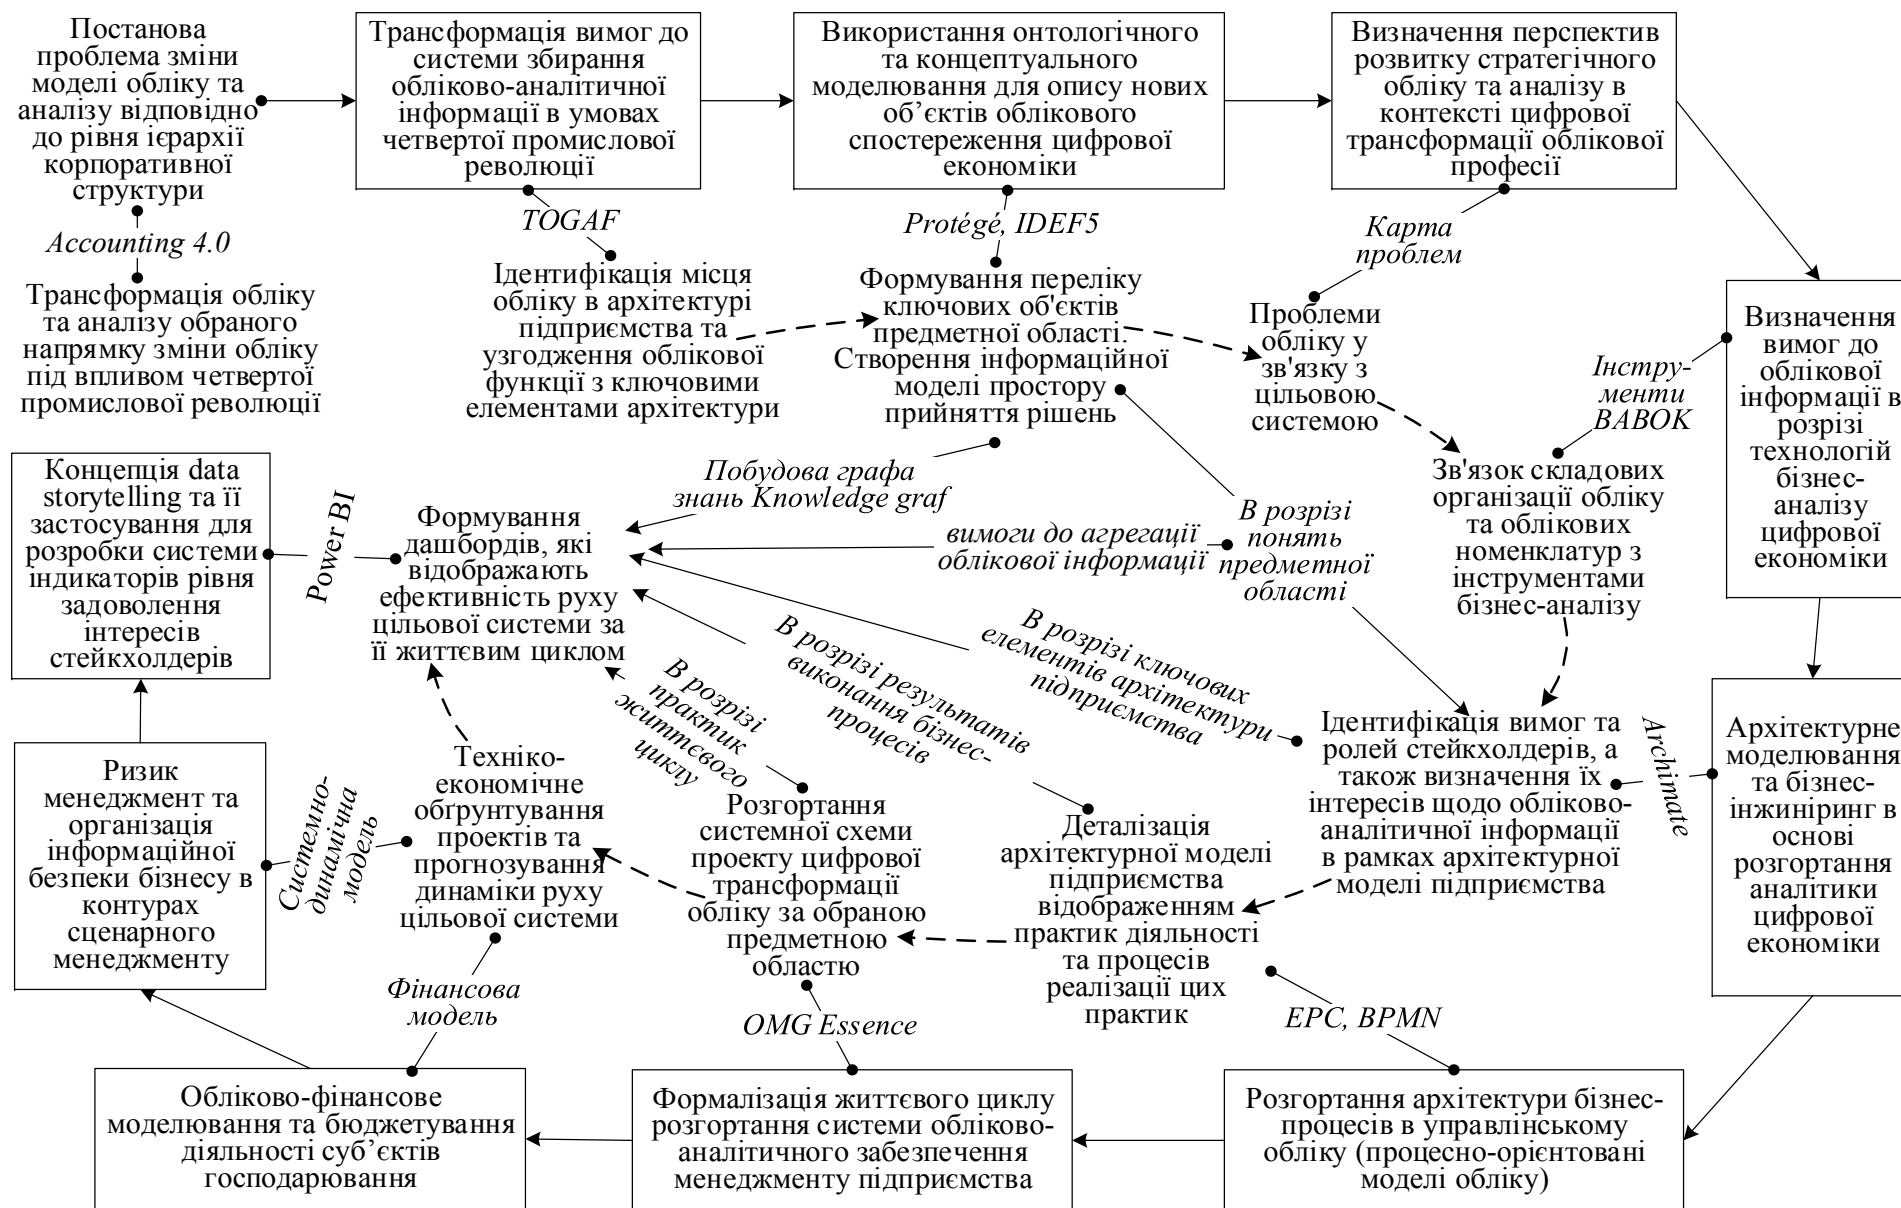 Постанова
проблема зміни
моделі обліку та
аналізу відповідно
до рівня ієрархії
корпоративної
структури
Трансформація вимог до
системи збирання
обліково-аналітичної
інформації в умовах
четвертої промислової
революції
Використання онтологічного
та концептуального
моделювання для опису нових
об’єктів облікового
спостереження цифрової
економіки
Визначення перспектив
розвитку стратегічного
обліку та аналізу в
контексті цифрової
трансформації облікової
професії
Accounting 4.0
TOGAF
Protégé, IDEF5
Карта
проблем
Трансформація обліку
та аналізу обраного
напрямку зміни обліку
під впливом четвертої
промислової революції
Ідентифікація місця
обліку в архітектурі
підприємства та
узгодження облікової
функції з ключовими
елементами архітектури
Формування переліку
ключових об'єктів
предметної області.
Створення інформаційної
моделі простору
прийняття рішень
Проблеми
обліку у
зв'язку з
цільовою
системою
Інстру-
менти
BABOK
Визначення
вимог до
облікової
інформації в
розрізі
технологій
бізнес-
аналізу
цифрової
економіки
Концепція data
storytelling та її
застосування для
розробки системи
індикаторів рівня
задоволення
інтересів
стейкхолдерів
Power BI
Формування
дашбордів, які
відображають
ефективність руху
цільової системи за
її життєвим циклом
Побудова графа
знань Knowledge graf
вимоги до агрегації
облікової інформації
В розрізі
понять
предметної
області
Зв'язок складових
організації обліку
та облікових
номенклатур з
інструментами
бізнес-аналізу
В розрізі
практик
життєвого
циклу
В розрізі результатів
виконання бізнес-
процесів
В розрізі ключових
елементів архітектури
підприємства
Ризик
менеджмент та
організація
інформаційної
безпеки бізнесу в
контурах
сценарного
менеджменту
Системно-
динамічна
модель
Техніко-
економічне
обґрунтування
проектів та
прогнозування
динаміки руху
цільової системи
Розгортання
системної схеми
проекту цифрової
трансформації
обліку за обраною
предметною
областю
Деталізація
архітектурної моделі
підприємства
відображенням
практик діяльності
та процесів
реалізації цих
практик
Ідентифікація вимог та
ролей стейкхолдерів, а
також визначення їх
інтересів щодо обліково-
аналітичної інформації
в рамках архітектурної
моделі підприємства
Archimate
Архітектурне
моделювання
та бізнес-
інжиніринг в
основі
розгортання
аналітики
цифрової
економіки
Фінансова
модель
OMG Essence
EPC, BPMN
Обліково-фінансове
моделювання та бюджетування
діяльності суб’єктів
господарювання
Формалізація життєвого циклу
розгортання системи обліково-
аналітичного забезпечення
менеджменту підприємства
Розгортання архітектури бізнес-
процесів в управлінському
обліку (процесно-орієнтовані
моделі обліку)